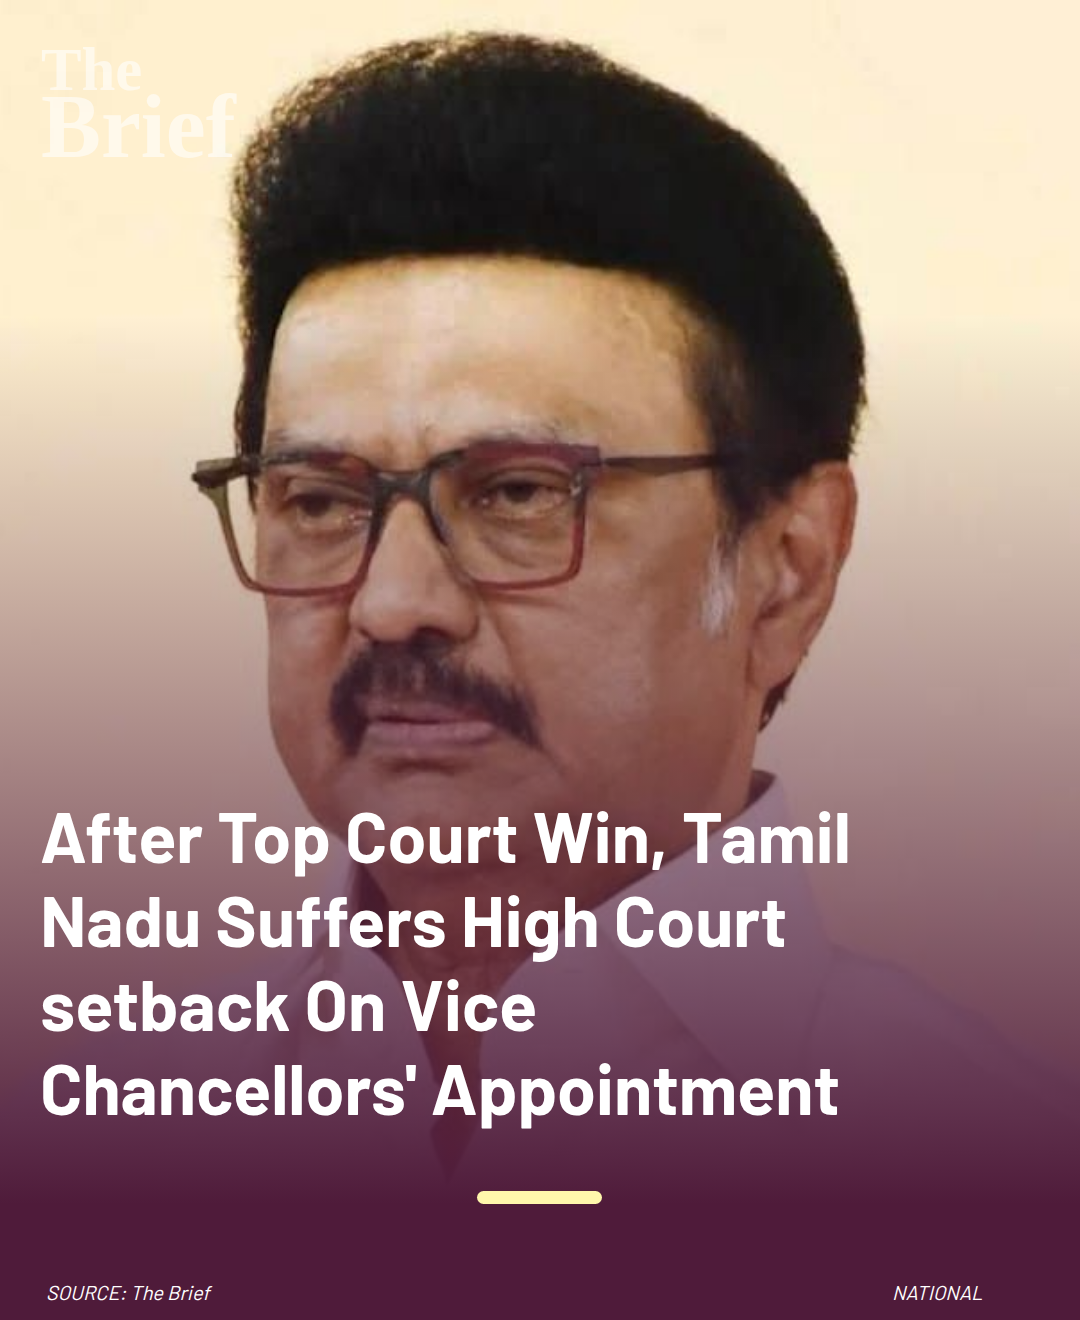 The
Brief
After Top Court Win, Tamil
Nadu Suffers High Court
setback On Vice
Chancellors' Appointment
SOURCE: The Brief
NATIONAL